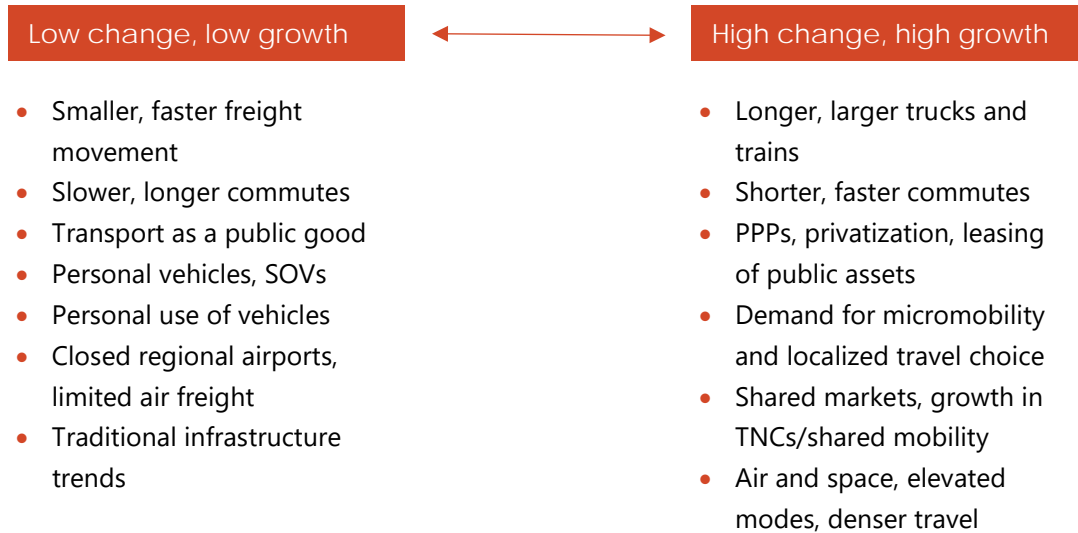 Low change, low growth
• Smaller, faster freight
movement
• Slower, longer commutes
• Transport as a public good
• Personal vehicles, SOVs
• Personal use of vehicles
• Closed regional airports,
limited air freight
• Traditional infrastructure
trends
High change, high growth
• Longer, larger trucks and
trains
• Shorter, faster commutes
• PPPs, privatization, leasing
of public assets
• Demand for micromobility
and localized travel choice
• Shared markets, growth in
TNCs/shared mobility
• Air and space, elevated
modes, denser travel